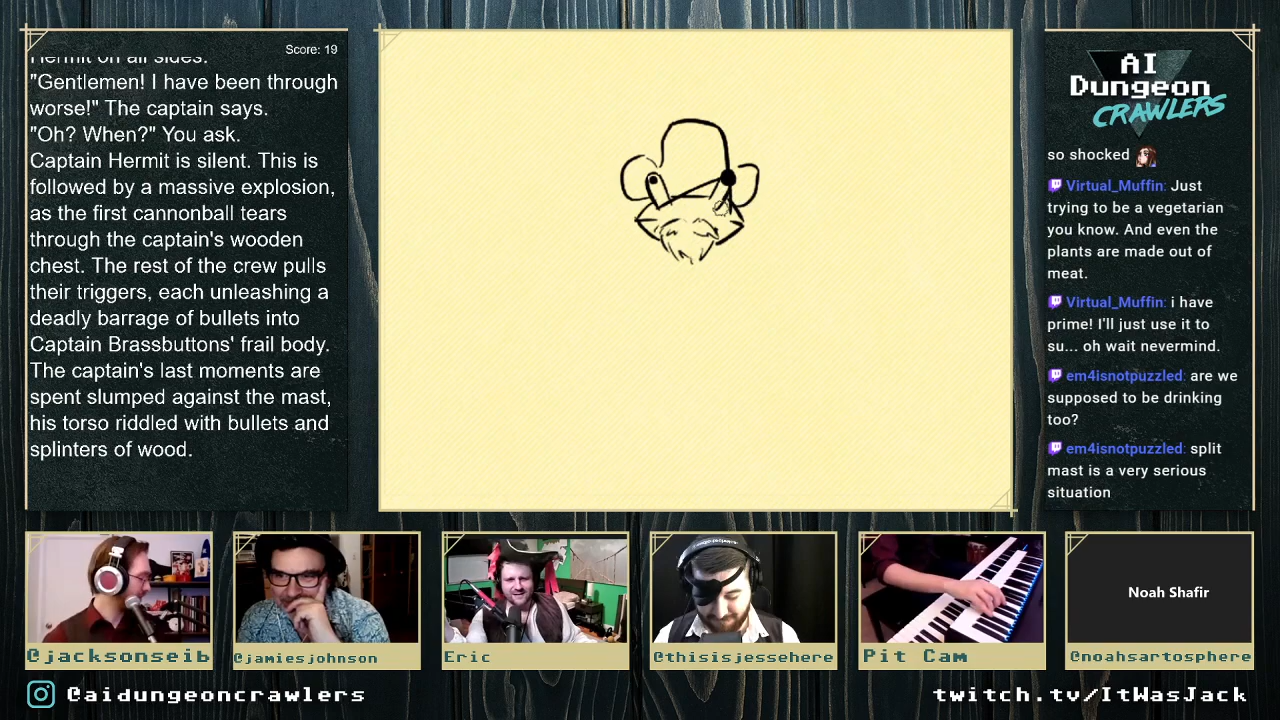 Score: 19
Hermit on all sides.
"Gentlemen! I have been through
worse!" The captain says.
"Oh? When?" You ask.
Captain Hermit is silent. This is
followed by a massive explosion,
as the first cannonball tears
through the captain's wooden
chest. The rest of the crew pulls
their triggers, each unleashing a
deadly barrage of bullets into
Captain Brassbuttons' frail body.
The captain's last moments are
spent slumped against the mast,
his torso riddled with bullets and
splinters of wood.
AI
Dungeon
CRAWLERS
so shocked
Virtual_Muffin: Just
trying to be a vegetarian
you know. And even the
plants are made out of
meat.
Virtual_Muffin: i have
prime! I'll just use it to
su... oh wait nevermind.
em4isnotpuzzled: are we
supposed to be drinking
too?
em4isnotpuzzled: split
mast is a very serious
situation
Noah Shafir
@jacksonseib
@jamiesjohnson
Eric
@thisisjessehere
Pit Cam
@noahsartosphere
@aidungeoncrawlers
twitch.tv/ItWasJack